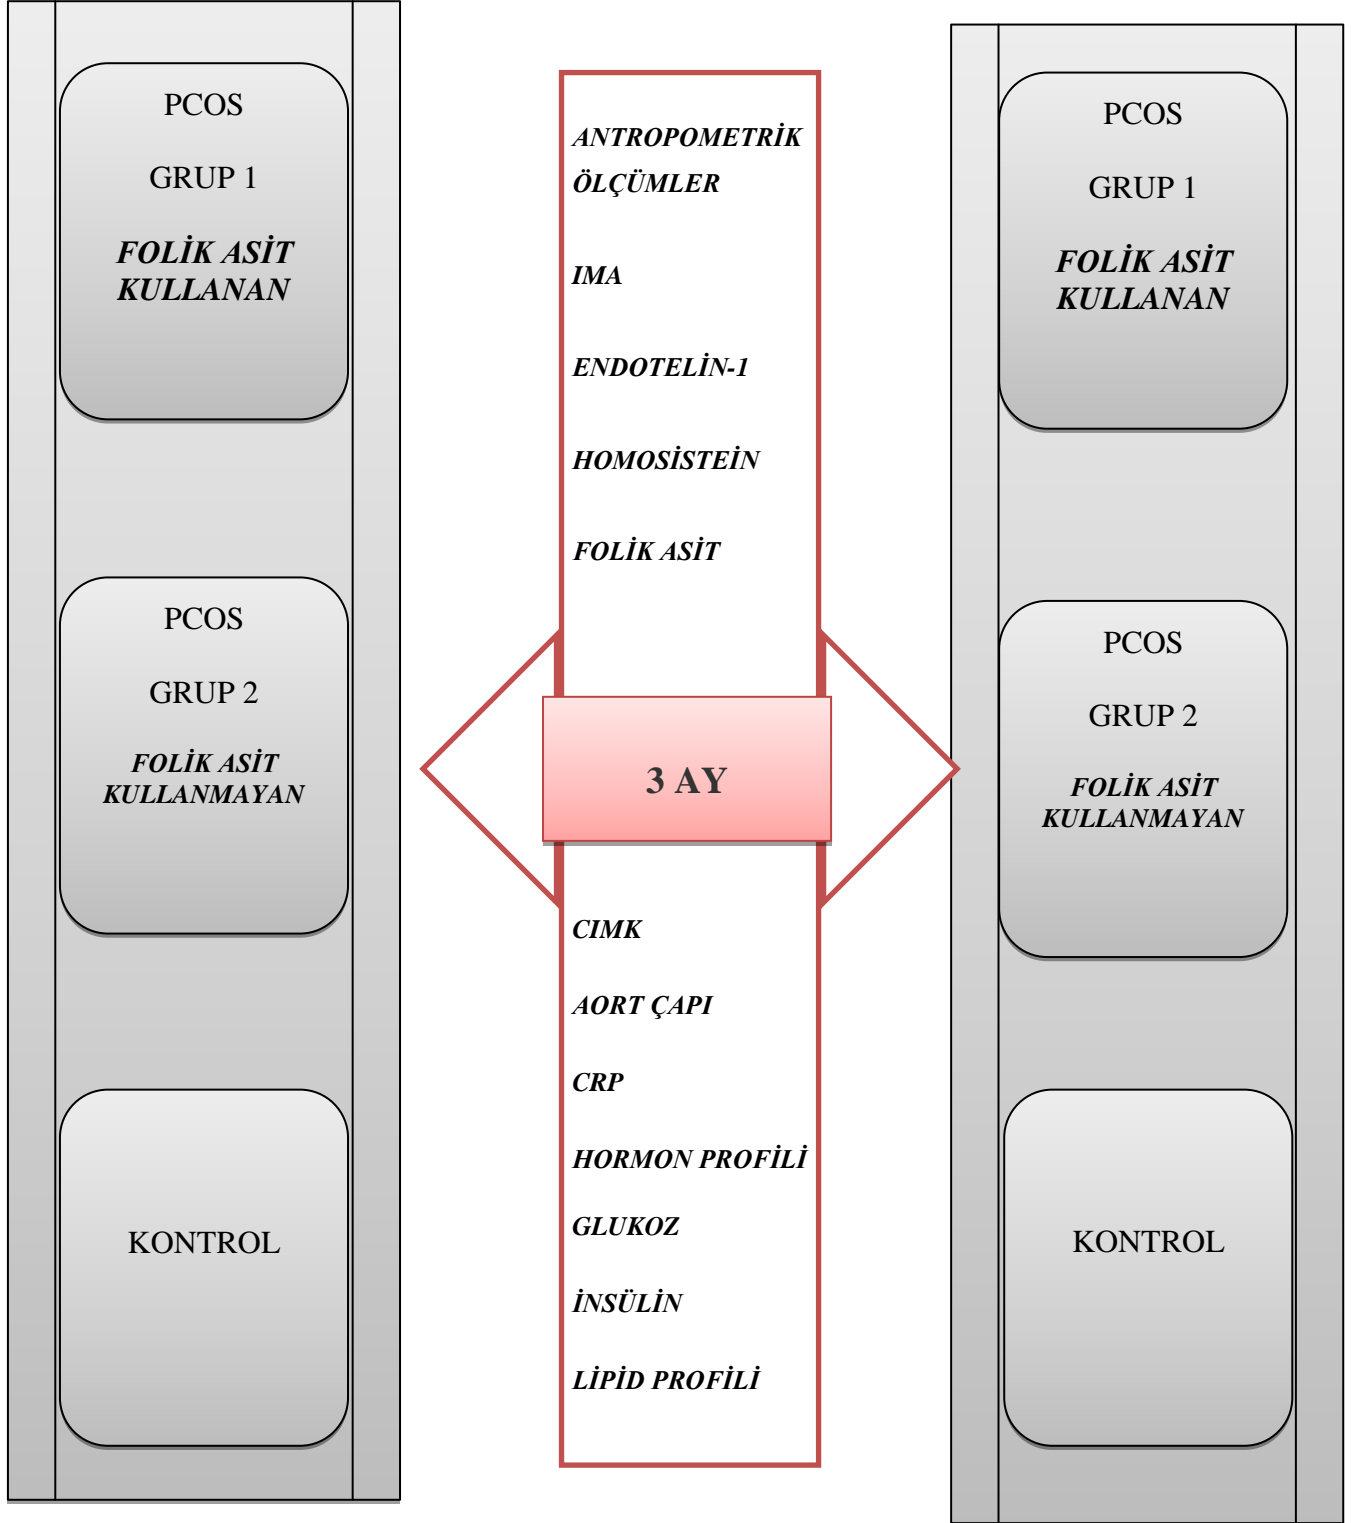 PCOS
GRUP 1
FOLİK ASİT
KULLANAN
PCOS
GRUP 2
FOLİK ASİT
KULLANMAYAN
KONTROL
ANTROPOMETRİK
ÖLÇÜMLER
IMA
ENDOTELİN-1
HOMOSİSTEİN
FOLİK ASİT
3 AY
CIMK
AORT ÇAPI
CRP
HORMON PROFİLİ
GLUKOZ
İNSÜLİN
LİPİD PROFİLİ
PCOS
GRUP 1
FOLİK ASİT
KULLANAN
PCOS
GRUP 2
FOLİK ASİT
KULLANMAYAN
KONTROL